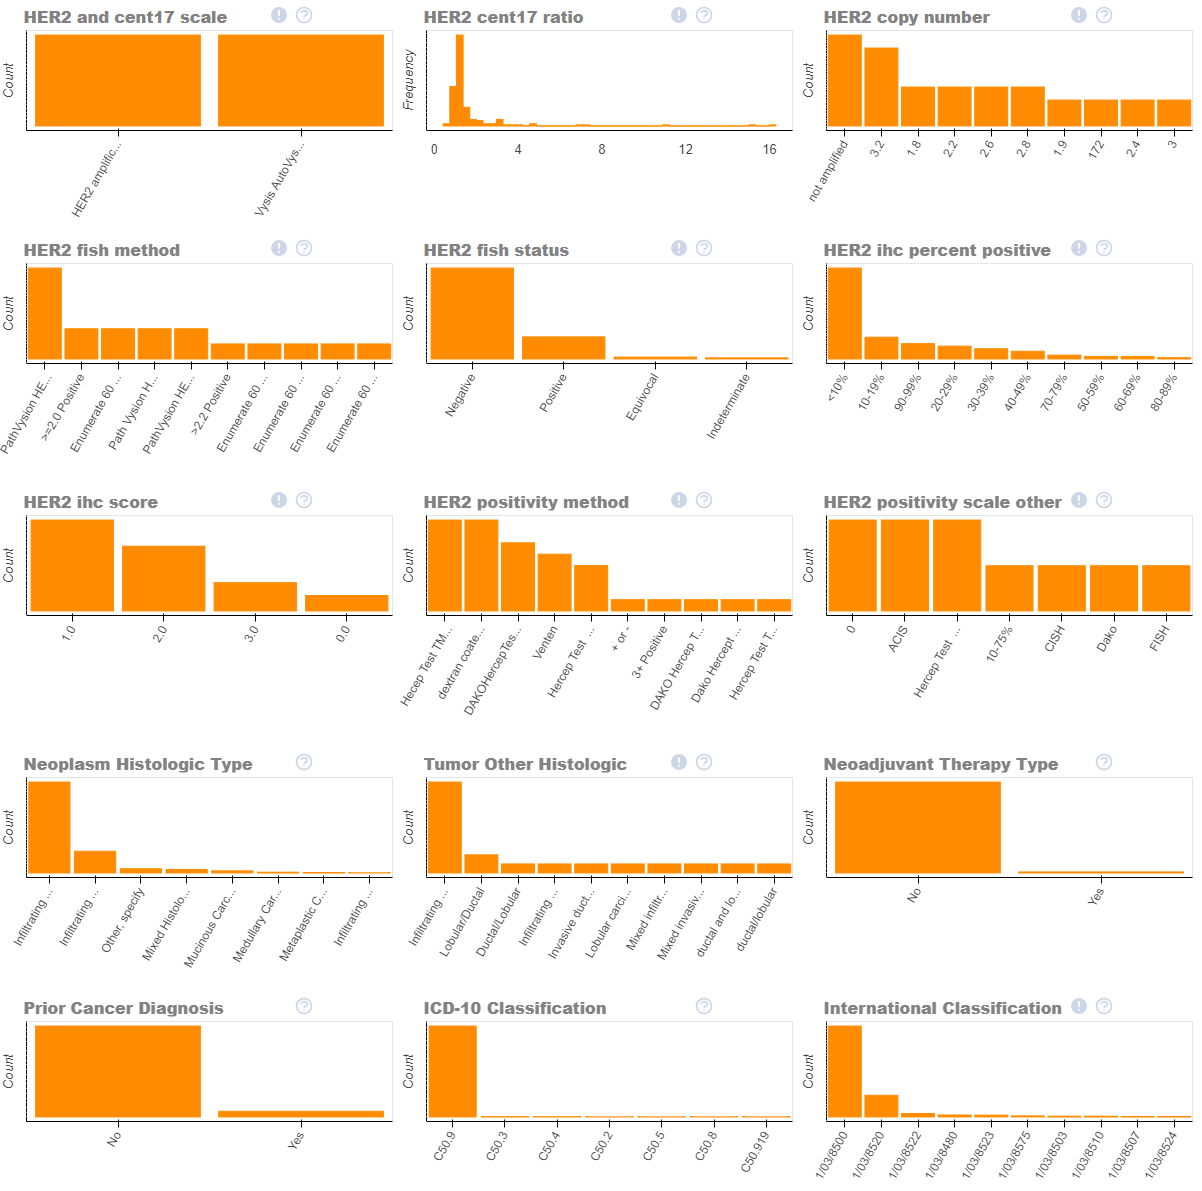 HER2 and cent17 scale
Count
HER2 amplific...
Vysis AutoVys...
HER2 cent17 ratio
Frequency
0 4 8 12 16
HER2 copy number
Count
not amplified
3.2
1.8
2.2
2.6
2.8
1.9
172
2.4
3
HER2 fish method
Count
PathVysion HE...
>=2.0 Positive
Enumerate 60 ...
Path Vysion H...
PathVysion HE...
>2.2 Positive
Enumerate 60 ...
Enumerate 60 ...
Enumerate 60 ...
Enumerate 60 ...
HER2 fish status
Count
Negative
Positive
Equivocal
Indeterminate
HER2 ihc percent positive
Count
<10%
10-19%
90-99%
20-29%
30-39%
40-49%
70-79%
50-59%
60-69%
80-89%
HER2 ihc score
Count
1.0
2.0
3.0
0.0
HER2 positivity method
Count
Hecep Test TM...
dextran coate...
DAKOHercepTes...
Venten
Hercep Test ...
+ or -
3+ Positive
DAKO Hercep T...
Dako Hercept ...
Hercep Test T...
HER2 positivity scale other
Count
0
ACIS
Hercep Test ...
10-75%
CISH
Dako
FISH
Neoplasm Histologic Type
Count
Infiltrating ...
Infiltrating ...
Other, specify
Mixed Histolo...
Mucinous Carc...
Medullary Car...
Metaplastic C...
Infiltrating ...
Tumor Other Histologic
Count
Infiltrating ...
Lobular/Ductal
Ductal/Lobular
Infiltrating ...
Invasive duct...
Lobular carci...
Mixed infiltr...
Mixed invasiv...
ductal and lo...
ductal/lobular
Neoadjuvant Therapy Type
Count
No
Yes
Prior Cancer Diagnosis
Count
No
Yes
ICD-10 Classification
Count
C50.9
C50.3
C50.4
C50.2
C50.5
C50.8
C50.919
International Classification
Count
1/03/8500
1/03/8520
1/03/8522
1/03/8480
1/03/8523
1/03/8575
1/03/8503
1/03/8510
1/03/8507
1/03/8524